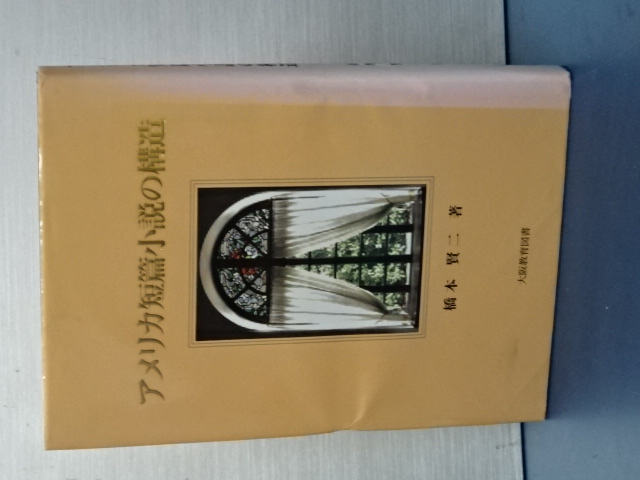 アメリカ短篇小説の構造
橋本 賢二 著
大阪教育図書